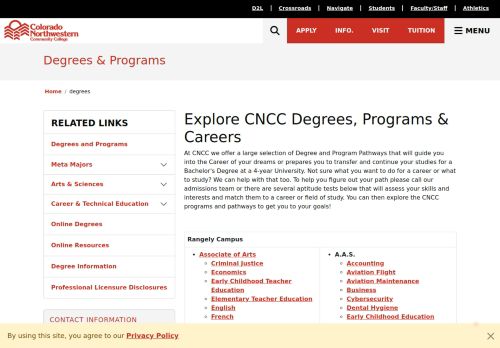 D2L | Crossroads | Navigate | Students | Faculty/Staff | Athletics
Colorado
Northwestern
Community College
APPLY INFO. VISIT TUITION MENU
Degrees & Programs
Home / degrees
RELATED LINKS
Degrees and Programs
Meta Majors
Arts & Sciences
Career & Technical Education
Online Degrees
Online Resources
Degree Information
Professional Licensure Disclosures
CONTACT INFORMATION
Explore CNCC Degrees, Programs &
Careers
At CNCC we offer a large selection of Degree and Program Pathways that will guide you
into the Career of your dreams or prepares you to transfer and continue your studies for a
Bachelor's Degree at a 4-year University. Not sure what you want to do for a career or what
to study? We can help with that too. To help you figure out your path please call our
admissions team or there are several aptitude tests below that will assess your skills and
interests and match them to a career or field of study. You can then explore the CNCC
programs and pathways to get you to your goals!
Rangely Campus
Associate of Arts
Criminal Justice
Economics
Early Childhood Teacher
Education
Elementary Teacher Education
English
French
A.A.S.
Accounting
Aviation Flight
Aviation Maintenance
Business
Cybersecurity
Dental Hygiene
Early Childhood Education
By using this site, you agree to our Privacy Policy